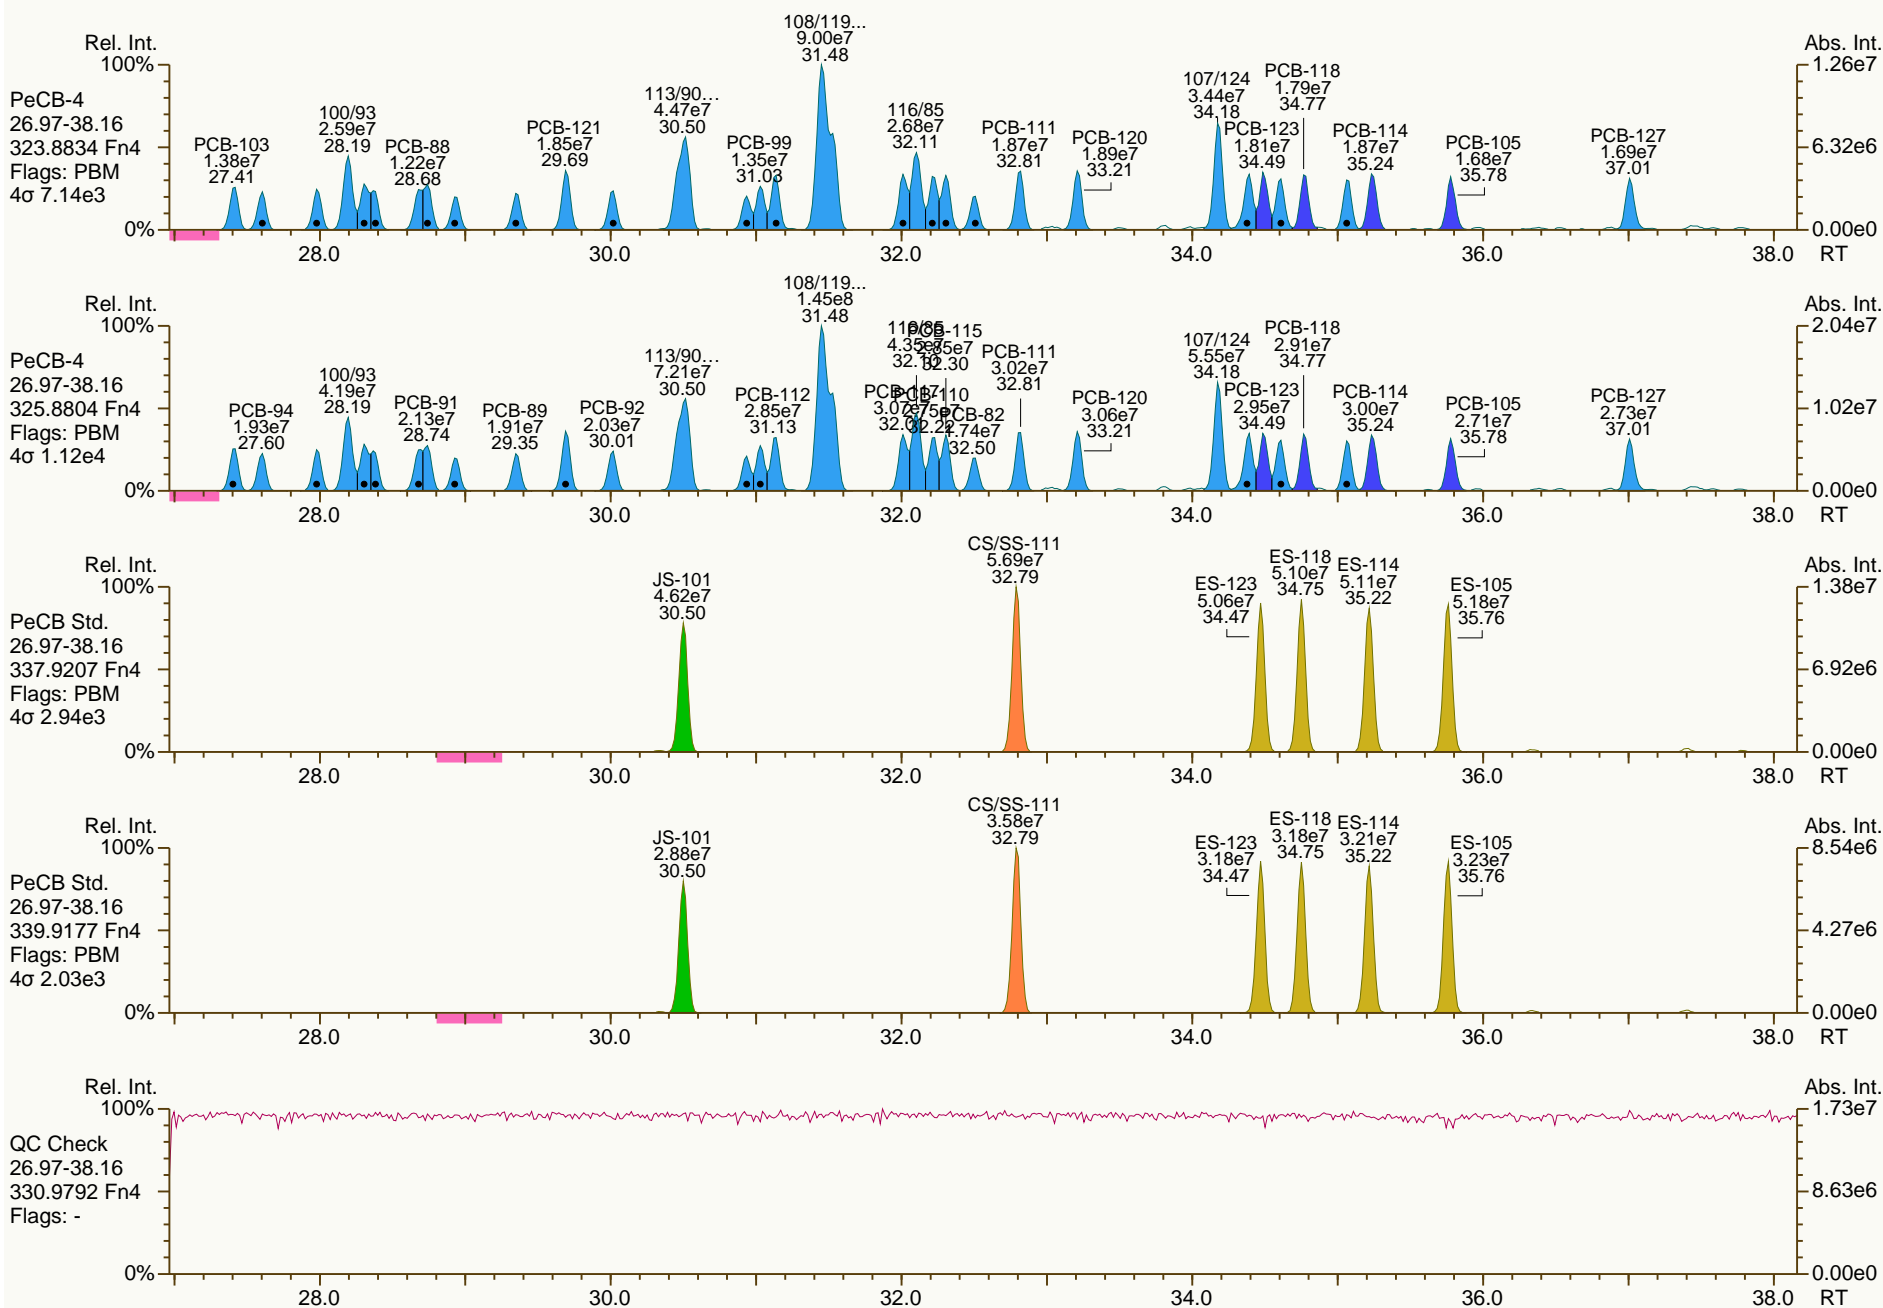 Rel. Int.
Abs. Int.
PeCB-4
26.97-38.16
323.8834 Fn4
Flags: PBM
4σ 7.14e3
100%
0%
PCB-103
1.38e7
27.41
100/93
2.59e7
28.19
PCB-88
1.22e7
28.68
PCB-121
1.85e7
29.69
113/90...
4.47e7
30.50
PCB-99
1.35e7
31.03
108/119...
9.00e7
31.48
116/85
2.68e7
32.11
PCB-111
1.87e7
32.81
PCB-120
1.89e7
33.21
107/124
3.44e7
34.18
PCB-123
1.81e7
34.49
PCB-118
1.79e7
34.77
PCB-114
1.87e7
35.24
PCB-105
1.68e7
35.78
PCB-127
1.69e7
37.01
1.26e7
6.32e6
0.00e0
28.0 30.0 32.0 34.0 36.0 38.0 RT
Rel. Int.
Abs. Int.
PeCB-4
26.97-38.16
325.8804 Fn4
Flags: PBM
4σ 1.12e4
100%
0%
PCB-94
1.93e7
27.60
100/93
4.19e7
28.19
PCB-91
2.13e7
28.74
PCB-89
1.91e7
29.35
PCB-92
2.03e7
30.01
113/90...
7.21e7
30.50
PCB-112
2.85e7
31.13
108/119...
1.45e8
31.48
4.35e7
32.10
32.30
PCB-82
1.74e7
32.50
PCB-111
3.02e7
32.81
PCB-120
3.06e7
33.21
107/124
5.55e7
34.18
PCB-123
2.95e7
34.49
PCB-118
2.91e7
34.77
PCB-114
3.00e7
35.24
PCB-105
2.71e7
35.78
PCB-127
2.73e7
37.01
2.04e7
1.02e7
0.00e0
28.0 30.0 32.0 34.0 36.0 38.0 RT
Rel. Int.
Abs. Int.
PeCB Std.
26.97-38.16
337.9207 Fn4
Flags: PBM
4σ 2.94e3
100%
0%
JS-101
4.62e7
30.50
CS/SS-111
5.69e7
32.79
ES-123
5.06e7
34.47
ES-118
5.10e7
34.75
ES-114
5.11e7
35.22
ES-105
5.18e7
35.76
1.38e7
6.92e6
0.00e0
28.0 30.0 32.0 34.0 36.0 38.0 RT
Rel. Int.
Abs. Int.
PeCB Std.
26.97-38.16
339.9177 Fn4
Flags: PBM
4σ 2.03e3
100%
0%
JS-101
2.88e7
30.50
CS/SS-111
3.58e7
32.79
ES-123
3.18e7
34.47
ES-118
3.18e7
34.75
ES-114
3.21e7
35.22
ES-105
3.23e7
35.76
8.54e6
4.27e6
0.00e0
28.0 30.0 32.0 34.0 36.0 38.0 RT
Rel. Int.
Abs. Int.
QC Check
26.97-38.16
330.9792 Fn4
Flags: -
100%
0%
1.73e7
8.63e6
0.00e0
28.0 30.0 32.0 34.0 36.0 38.0 RT